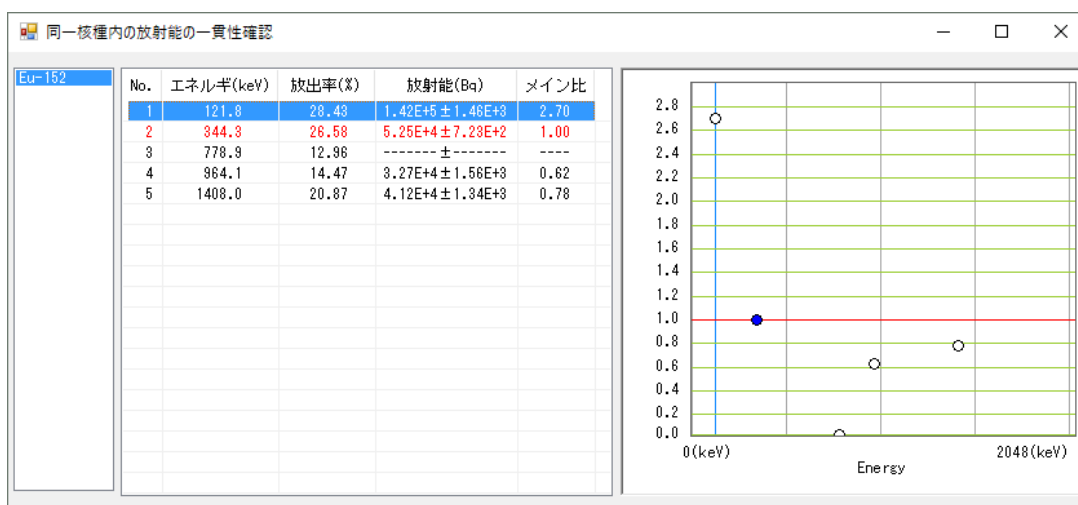 同一核種内の放射能の一貫性確認
Eu-152
No. エネルギ(keV) 放出率(%) 放射能(Bq) メイン比
1 121.8 28.43 1.42E+5±1.46E+3 2.70
2 344.3 26.58 5.25E+4±7.23E+2 1.00
3 778.9 12.96 -------±------- ----
4 964.1 14.47 3.27E+4±1.56E+3 0.62
5 1408.0 20.87 4.12E+4±1.34E+3 0.78
2.8
2.6
2.4
2.2
2.0
1.8
1.6
1.4
1.2
1.0
0.8
0.6
0.4
0.2
0.0
0(keV) 2048(keV)
Energy